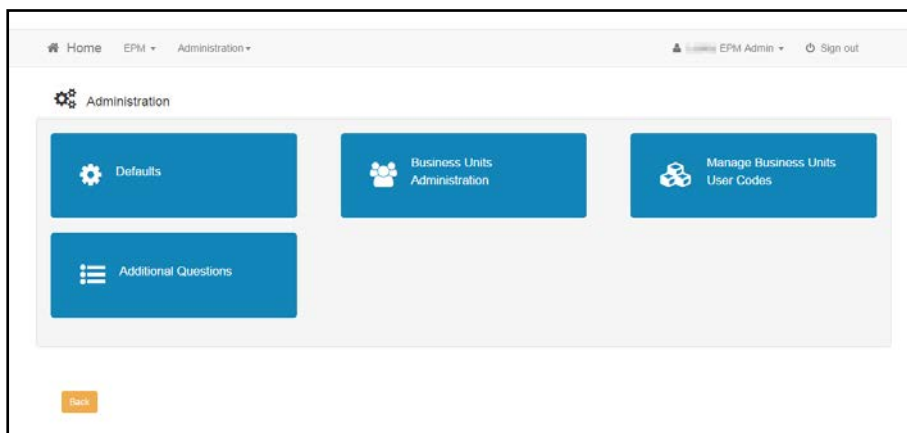 Home EPM Administration EPM Admin Sign out
Administration
Defaults
Business Units
Administration
Manage Business Units
User Codes
Additional Questions
Back